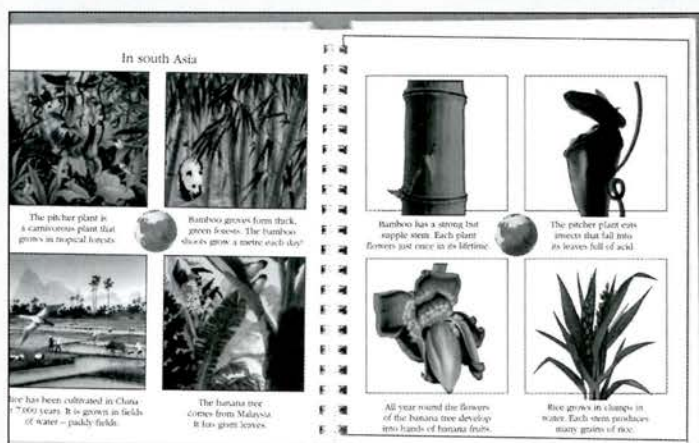 In south Asia
The pitcher plant is
a carnivorous plant that
grows in tropical forests.
Bamboo groves form thick,
green forests. The bamboo
shoots grow a metre each day!
has been cultivated in China
7,000 years. It is grown in fields
of water – paddy-fields.
The banana tree
comes from Malaysia.
It has giant leaves.
Bamboo has a strong but
supple stem. Each plant
flowers just once in its lifetime.
The pitcher plant eats
insects that fall into
its leaves full of acid.
All year round the flowers
of the banana tree develop
into hands of banana fruits.
Rice grows in clumps in
water. Each stem produces
many grains of rice.